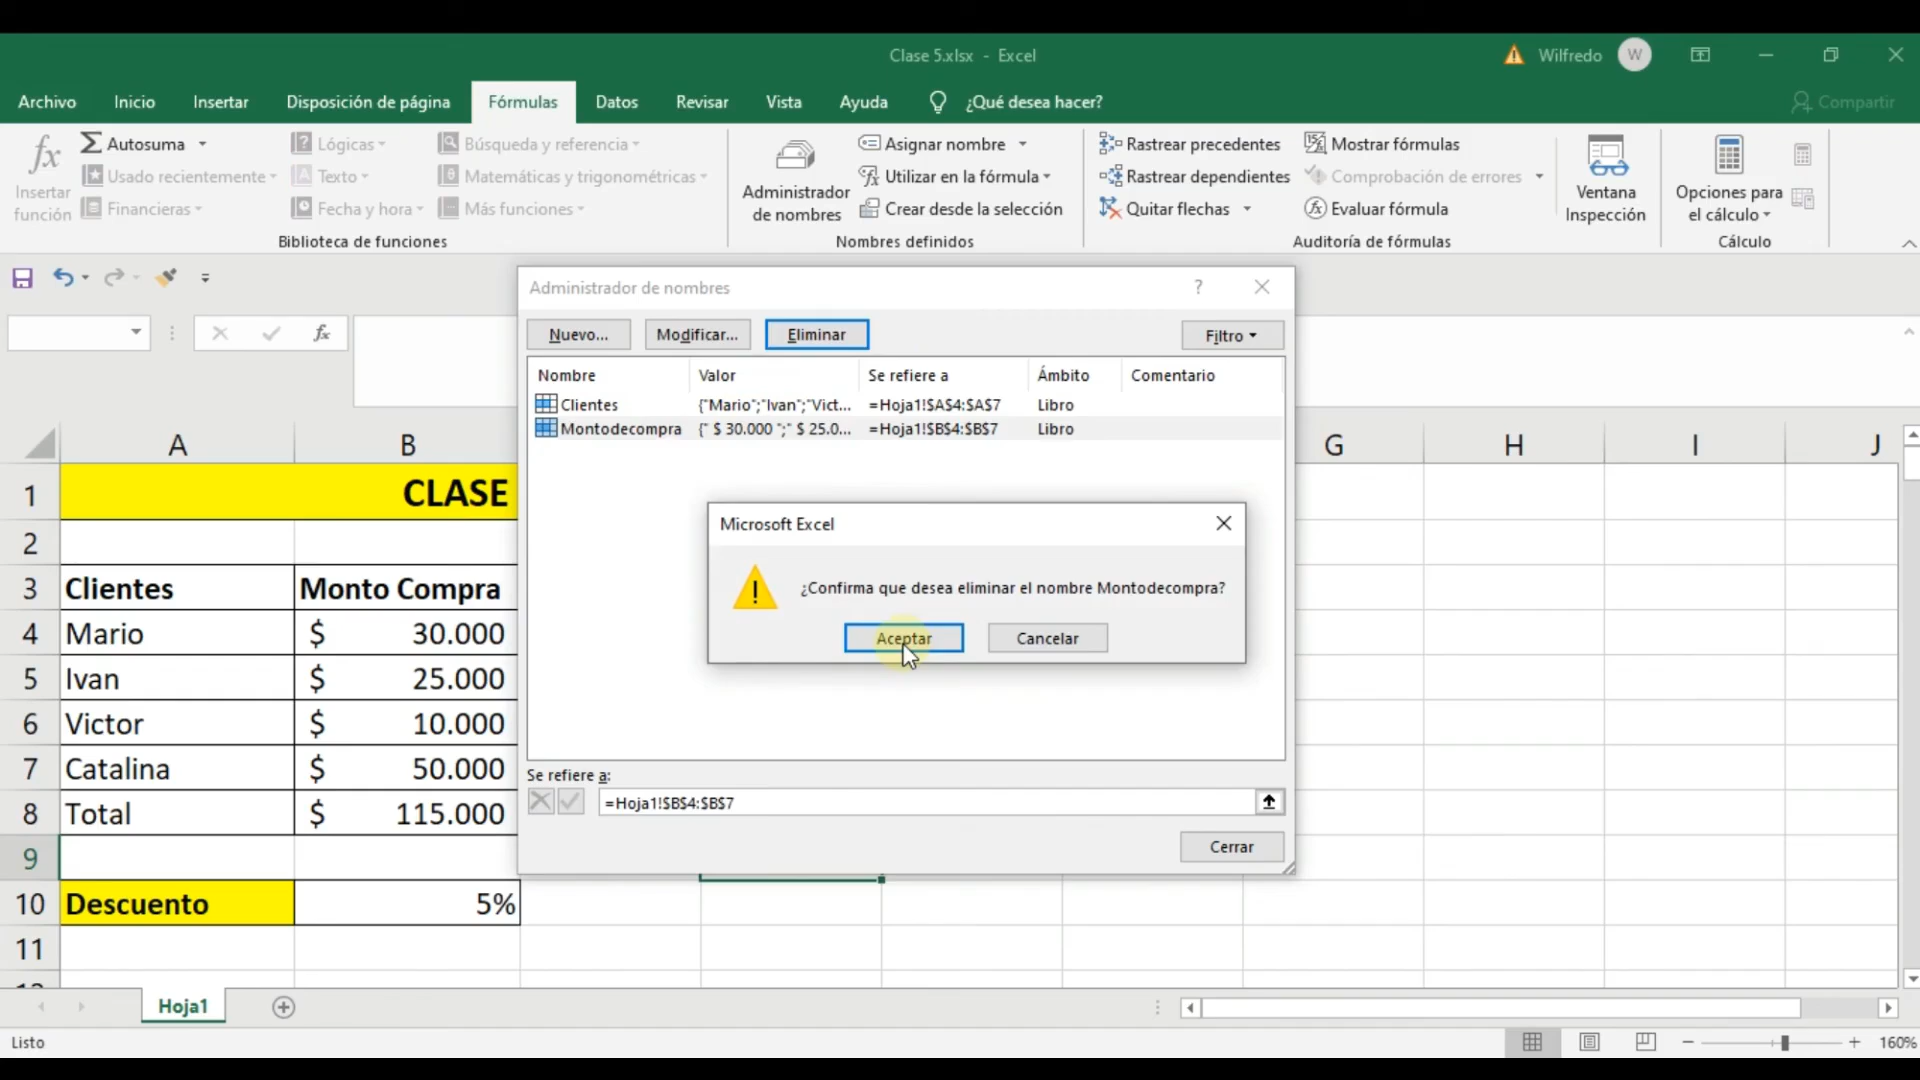 Clase 5.xlsx - Excel
Wilfredo W
Archivo Inicio Insertar Disposición de página Fórmulas Datos Revisar Vista Ayuda ¿Qué desea hacer? Compartir
fx Insertar función
Σ Autosuma
Usado recientemente
Financieras
Lógicas
Texto
Fecha y hora
Búsqueda y referencia
Matemáticas y trigonométricas
Más funciones
Biblioteca de funciones
Administrador
de nombres
Asignar nombre
Utilizar en la fórmula
Crear desde la selección
Nombres definidos
Rastrear precedentes
Rastrear dependientes
Quitar flechas
Mostrar fórmulas
Comprobación de errores
Evaluar fórmula
Auditoría de fórmulas
Ventana
Inspección
Opciones para
el cálculo
Cálculo
fx
Administrador de nombres ?
Nuevo... Modificar... Eliminar Filtro
Nombre Valor Se refiere a Ámbito Comentario
Clientes {"Mario";"Ivan";"Vict... =Hoja1!$A$4:$A$7 Libro
Montodecompra {" $ 30.000 ";" $ 25.0... =Hoja1!$B$4:$B$7 Libro
Microsoft Excel
¿Confirma que desea eliminar el nombre Montodecompra?
Aceptar Cancelar
Se refiere a:
=Hoja1!$B$4:$B$7
Cerrar
A B G H I J
1 CLASE
2
3 Clientes Monto Compra
4 Mario $ 30.000
5 Ivan $ 25.000
6 Victor $ 10.000
7 Catalina $ 50.000
8 Total $ 115.000
9
10 Descuento 5%
11
Hoja1
Listo 160%